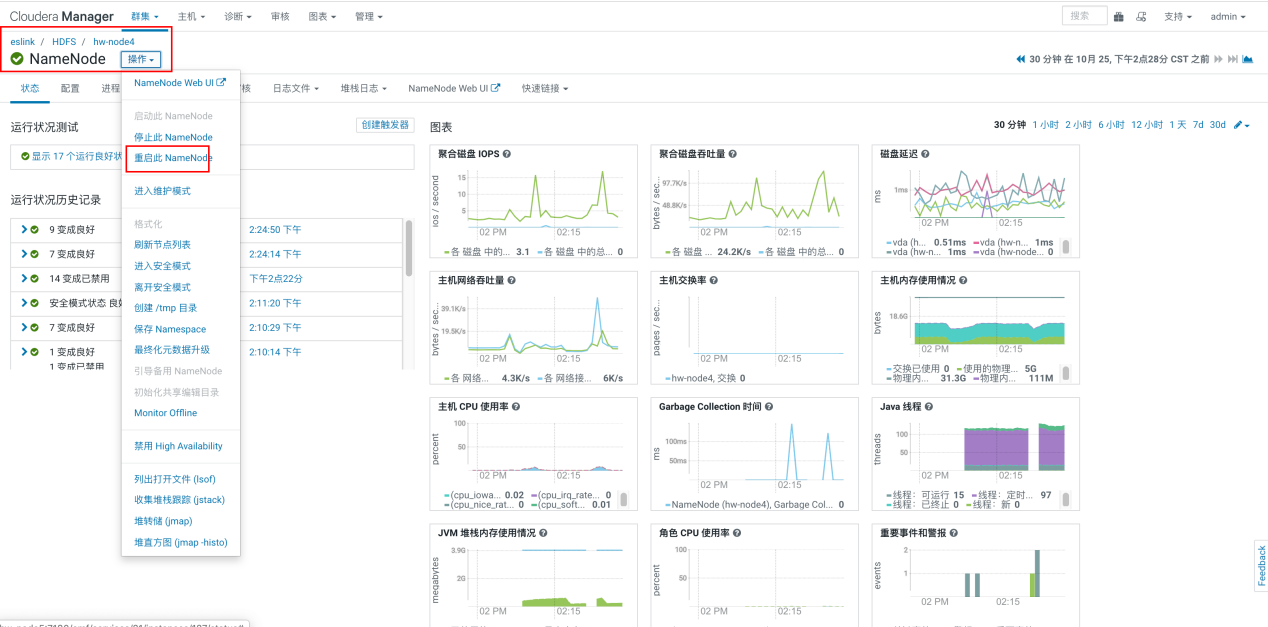 Cloudera Manager 群集 主机 诊断 审核 图表 管理 搜索 支持 admin
eslink / HDFS / hw-node4
NameNode 操作
30 分钟 在 10月 25, 下午2点28分 CST 之前
状态 配置 进程 核 日志文件 堆栈日志 NameNode Web UI 快速链接
NameNode Web UI
启动此 NameNode
停止此 NameNode
重启此 NameNode
进入维护模式
格式化
刷新节点列表
进入安全模式
离开安全模式
创建 /tmp 目录
保存 Namespace
最终化元数据升级
引导备用 NameNode
初始化共享编辑目录
Monitor Offline
禁用 High Availability
列出打开文件 (lsof)
收集堆栈跟踪 (jstack)
堆转储 (jmap)
堆直方图 (jmap -histo)
运行状况测试 创建触发器
显示 17 个运行良好状
运行状况历史记录
9 变成良好 2:24:50 下午
7 变成良好 2:24:14 下午
14 变成已禁用 下午2点22分
安全模式状态 良好 2:11:20 下午
7 变成良好 2:10:29 下午
1 变成良好 2:10:14 下午
1 变成已禁用
图表
30 分钟 1 小时 2 小时 6 小时 12 小时 1 天 7d 30d
聚合磁盘 IOPS
ios / second
15
10
5
02 PM 02:15
各 磁盘 中的... 3.1 各 磁盘 中的总... 0
聚合磁盘吞吐量
bytes / sec...
97.7K/s
48.8K/s
02 PM 02:15
各 磁盘 ... 24.2K/s 各 磁盘 中的总... 0
磁盘延迟
ms
1ms
02 PM 02:15
vda (h... 0.51ms vda (hw-n... 1ms
vda (hw-n... 1ms vda (hw-node... 0
主机网络吞吐量
bytes / sec...
39.1K/s
19.5K/s
02 PM 02:15
各 网络... 4.3K/s 各 网络接... 6K/s
主机交换率
pages / sec...
02 PM 02:15
hw-node4, 交换 0
主机内存使用情况
bytes
18.6G
02 PM 02:15
交换已使用 0 使用的物理... 5G
物理内... 31.3G 物理内... 111M
主机 CPU 使用率
percent
100
50
02 PM 02:15
(cpu_iowa... 0.02 (cpu_irq_rate... 0
(cpu_nice_rat... 0 (cpu_soft... 0.01
Garbage Collection 时间
ms
100ms
50ms
02 PM 02:15
NameNode (hw-node4), Garbage Col... 0
Java 线程
threads
100
50
02 PM 02:15
线程：可运行 15 线程：定时... 97
线程：已终止 0 线程：新 0
JVM 堆栈内存使用情况
megabytes
3.9G
2G
02 PM 02:15
角色 CPU 使用率
percent
100
50
02 PM 02:15
重要事件和警报
events
2
1
02 PM 02:15
Feedback